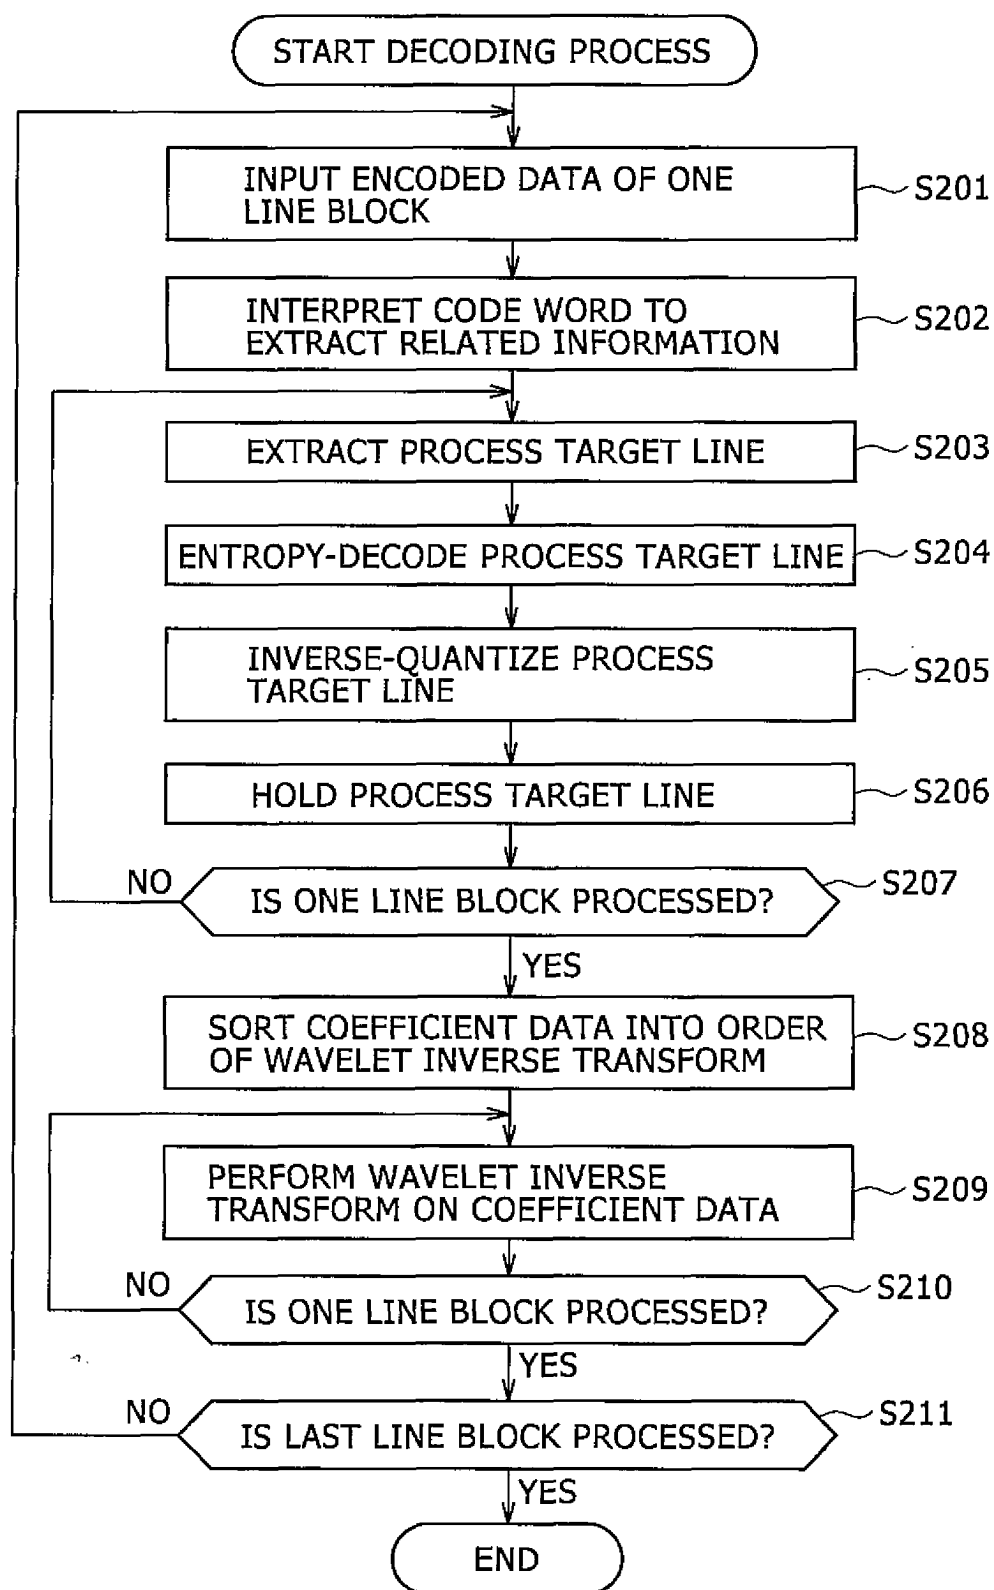 START DECODING PROCESS
INPUT ENCODED DATA OF ONE
LINE BLOCK
S201
INTERPRET CODE WORD TO
EXTRACT RELATED INFORMATION
S202
EXTRACT PROCESS TARGET LINE
S203
ENTROPY-DECODE PROCESS TARGET LINE
S204
INVERSE-QUANTIZE PROCESS
TARGET LINE
S205
HOLD PROCESS TARGET LINE
S206
NO
IS ONE LINE BLOCK PROCESSED?
S207
YES
SORT COEFFICIENT DATA INTO ORDER
OF WAVELET INVERSE TRANSFORM
S208
PERFORM WAVELET INVERSE
TRANSFORM ON COEFFICIENT DATA
S209
NO
IS ONE LINE BLOCK PROCESSED?
S210
YES
NO
IS LAST LINE BLOCK PROCESSED?
S211
YES
END